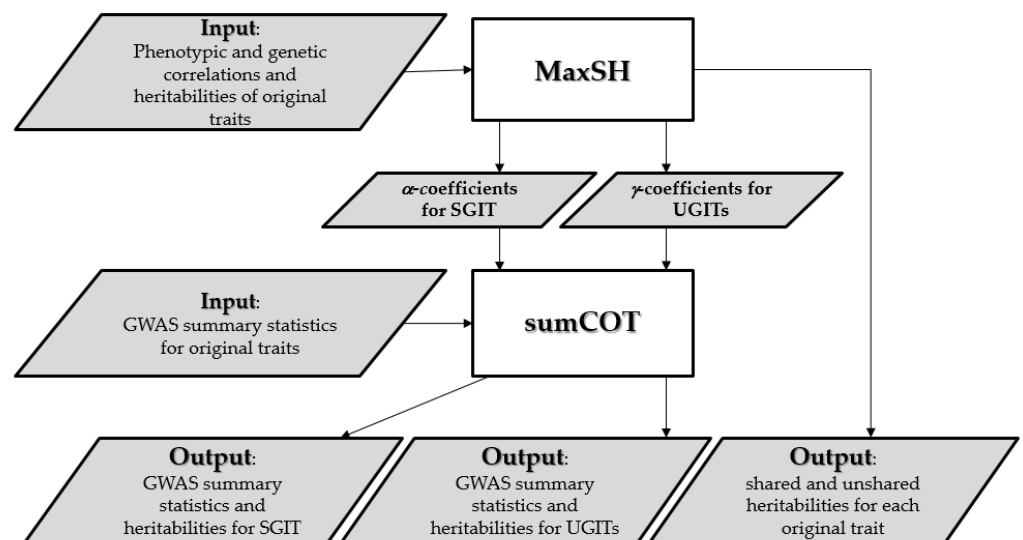 Input:
Phenotypic and genetic
correlations and
heritabilities of original
traits
MaxSH
α-coefficients
for SGIT
γ-coefficients for
UGITs
Input:
GWAS summary statistics
for original traits
sumCOT
Output:
GWAS summary
statistics and
heritabilities for SGIT
Output:
GWAS summary
statistics and
heritabilities for UGITs
Output:
shared and unshared
heritabilities for each
original trait